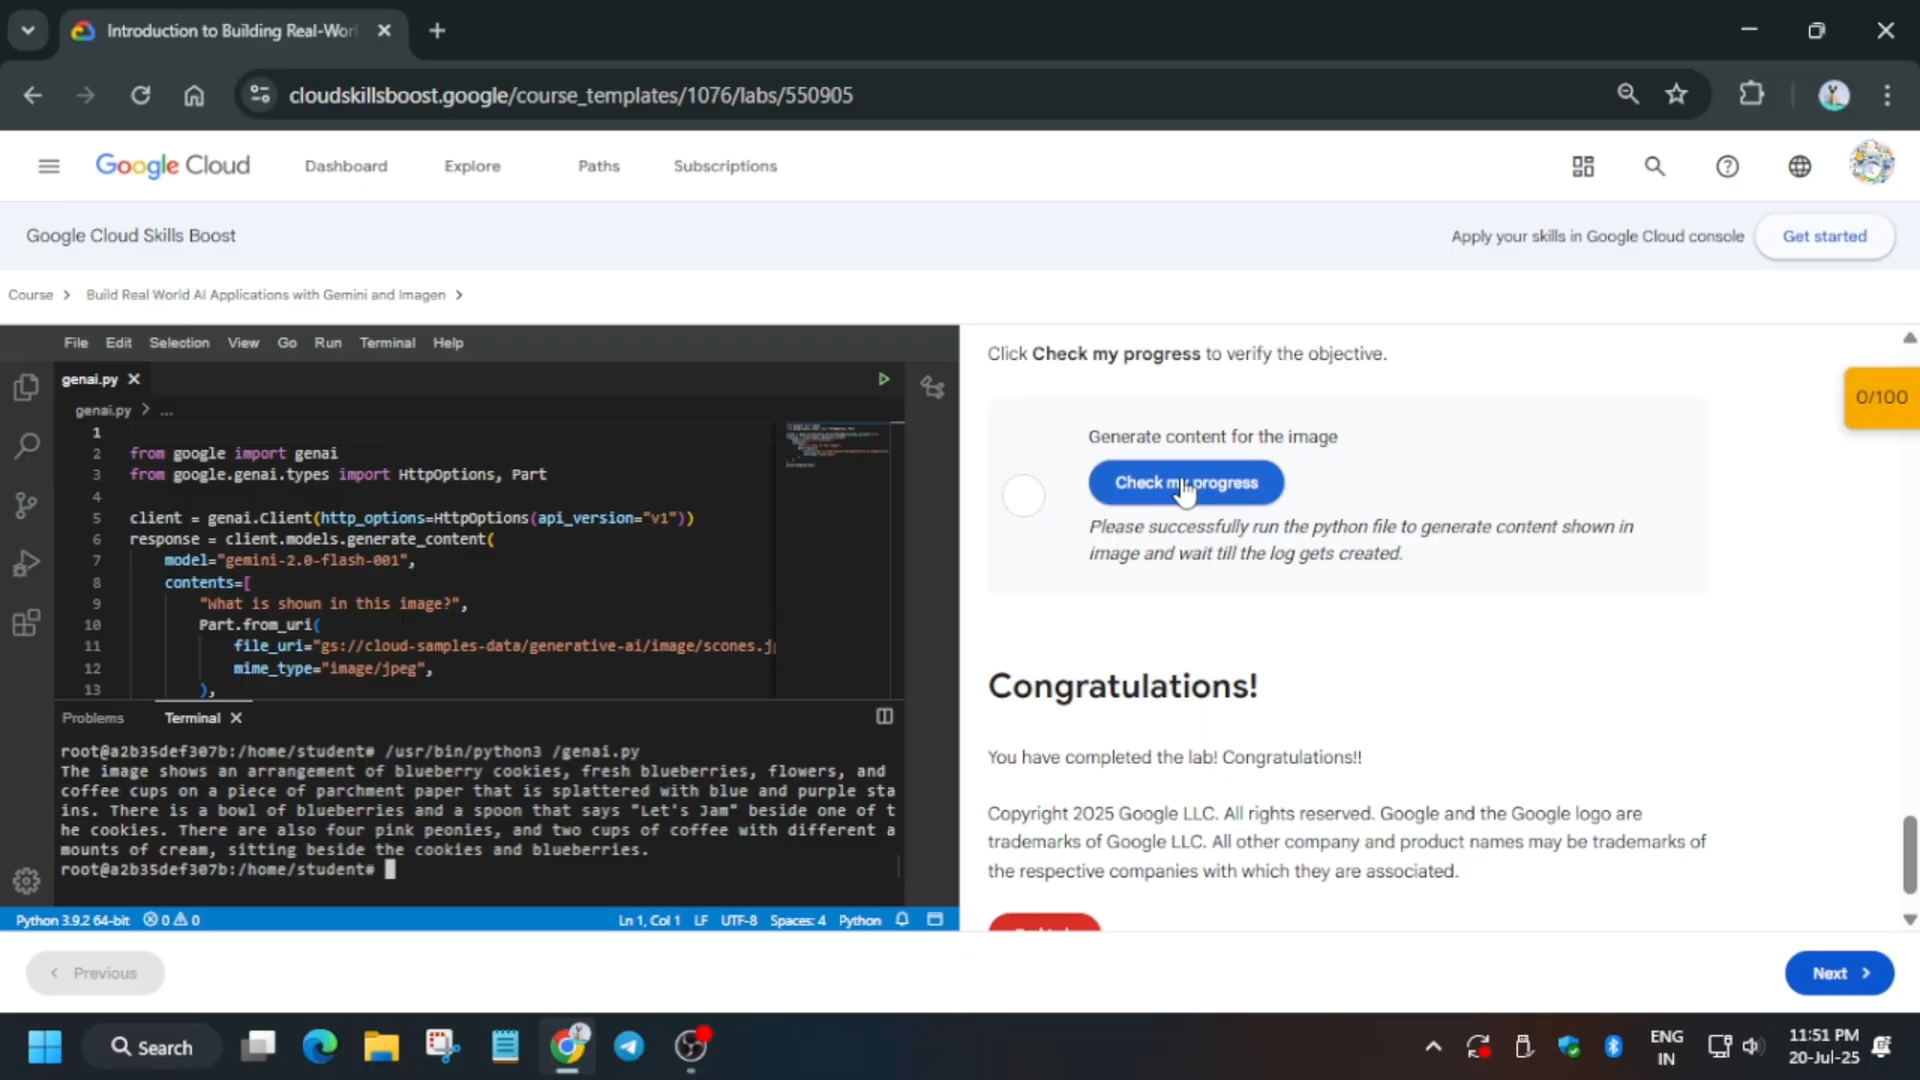 Introduction to Building Real-Wor
cloudskillsboost.google/course_templates/1076/labs/550905
Google Cloud
Dashboard
Explore
Paths
Subscriptions
Google Cloud Skills Boost
Apply your skills in Google Cloud console
Get started
Course > Build Real World AI Applications with Gemini and Imagen >
File Edit Selection View Go Run Terminal Help
genai.py
genai.py > ...
1
2 from google import genai
3 from google.genai.types import HttpOptions, Part
4
5 client = genai.Client(http_options=HttpOptions(api_version="v1"))
6 response = client.models.generate_content(
7 model="gemini-2.0-flash-001",
8 contents=[
9 "What is shown in this image?",
10 Part.from_uri(
11 file_uri="gs://cloud-samples-data/generative-ai/image/scones.j
12 mime_type="image/jpeg",
13 ),
Problems Terminal
root@a2b35def307b:/home/student# /usr/bin/python3 /genai.py
The image shows an arrangement of blueberry cookies, fresh blueberries, flowers, and
coffee cups on a piece of parchment paper that is splattered with blue and purple sta
ins. There is a bowl of blueberries and a spoon that says "Let's Jam" beside one of t
he cookies. There are also four pink peonies, and two cups of coffee with different a
mounts of cream, sitting beside the cookies and blueberries.
root@a2b35def307b:/home/student#
Python 3.9.2 64-bit 0 0 Ln 1, Col 1 LF UTF-8 Spaces: 4 Python
Click Check my progress to verify the objective.
0/100
Generate content for the image
Check my progress
Please successfully run the python file to generate content shown in
image and wait till the log gets created.
Congratulations!
You have completed the lab! Congratulations!!
Copyright 2025 Google LLC. All rights reserved. Google and the Google logo are
trademarks of Google LLC. All other company and product names may be trademarks of
the respective companies with which they are associated.
< Previous
Next >
Search
ENG
IN
11:51 PM
20-Jul-25